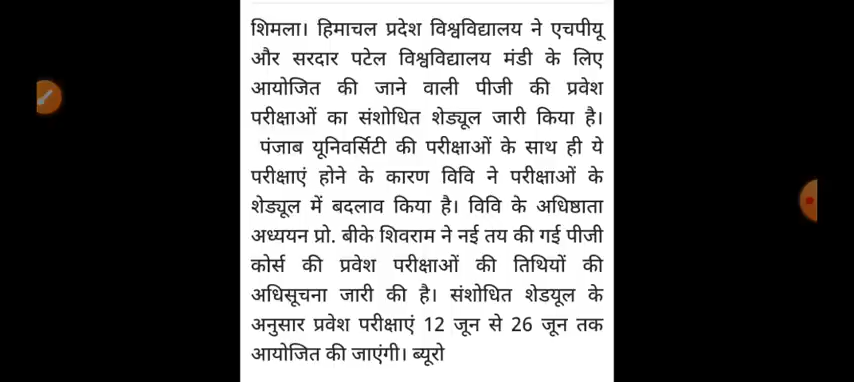 शिमला। हिमाचल प्रदेश विश्वविद्यालय ने एचपीयू
और सरदार पटेल विश्वविद्यालय मंडी के लिए
आयोजित की जाने वाली पीजी की प्रवेश
परीक्षाओं का संशोधित शेड्यूल जारी किया है।
पंजाब यूनिवर्सिटी की परीक्षाओं के साथ ही ये
परीक्षाएं होने के कारण विवि ने परीक्षाओं के
शेड्यूल में बदलाव किया है। विवि के अधिष्ठाता
अध्ययन प्रो. बीके शिवराम ने नई तय की गई पीजी
कोर्स की प्रवेश परीक्षाओं की तिथियों की
अधिसूचना जारी की है। संशोधित शेडयूल के
अनुसार प्रवेश परीक्षाएं 12 जून से 26 जून तक
आयोजित की जाएंगी। ब्यूरो